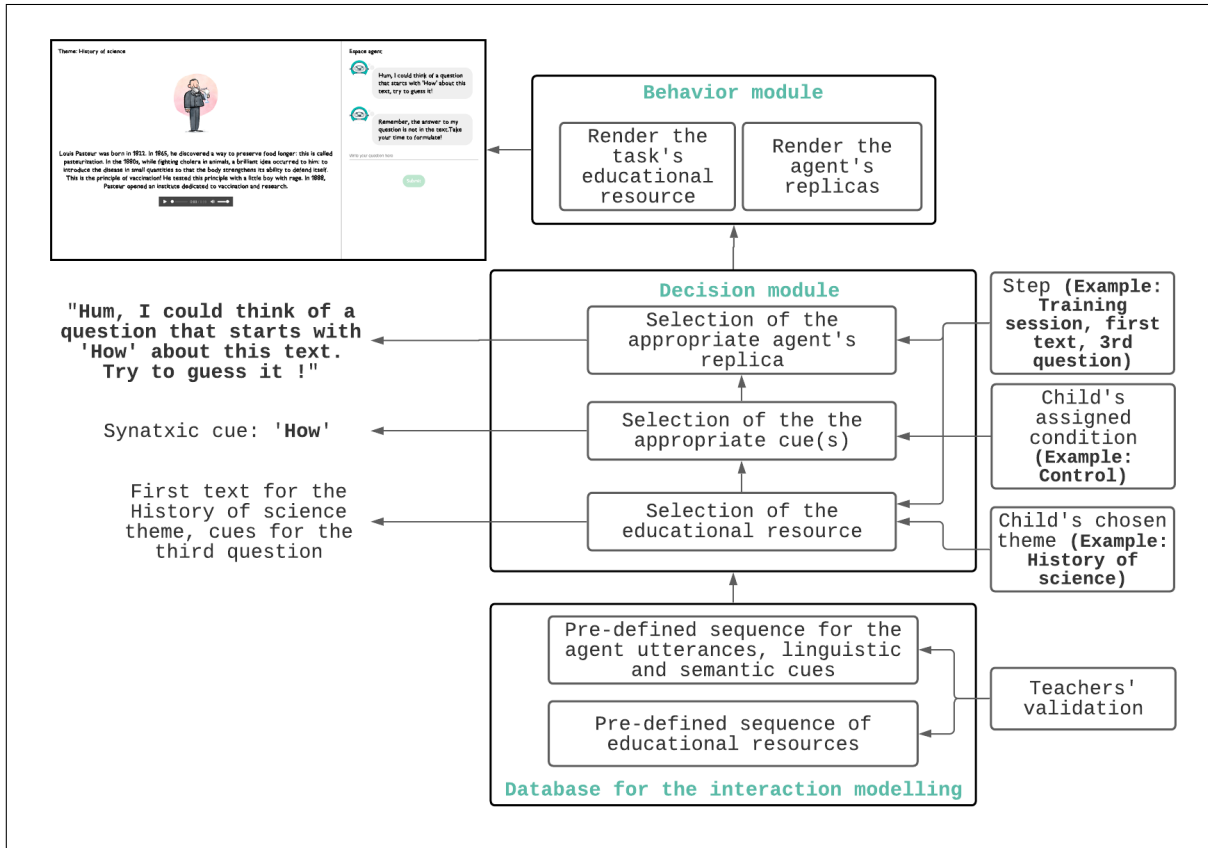 Theme: History of science
Louis Pasteur was born in 1822. In 1865, he discovered a way to preserve food longer: this is called
pasteurization. In the 1880s, while fighting cholera in animals, a brilliant idea occurred to him: to
introduce the disease in small quantities so that the body strengthens its ability to defend itself.
This is the principle of vaccination! He tested this principle with a little boy with rage. In 1888,
Pasteur opened an institute dedicated to vaccination and research.
Espace agent
Hum, I could think of a question
that starts with 'How' about this
text, try to guess it!
Remember, the answer to my
question is not in the text.Take
your time to formulate!
Write your question here
Behavior module
Render the
task's
educational
resource
Render the
agent's
replicas
Decision module
Selection of the
appropriate agent's
replica
Selection of the the
appropriate cue(s)
Selection of the
educational resource
"Hum, I could think of a
question that starts with
'How' about this text.
Try to guess it !"
Synatxic cue: 'How'
First text for the
History of science
theme, cues for the
third question
Step (Example:
Training
session, first
text, 3rd
question)
Child's
assigned
condition
(Example:
Control)
Child's chosen
theme (Example:
History of
science)
Pre-defined sequence for the
agent utterances, linguistic
and semantic cues
Pre-defined sequence of
educational resources
Database for the interaction modelling
Teachers'
validation